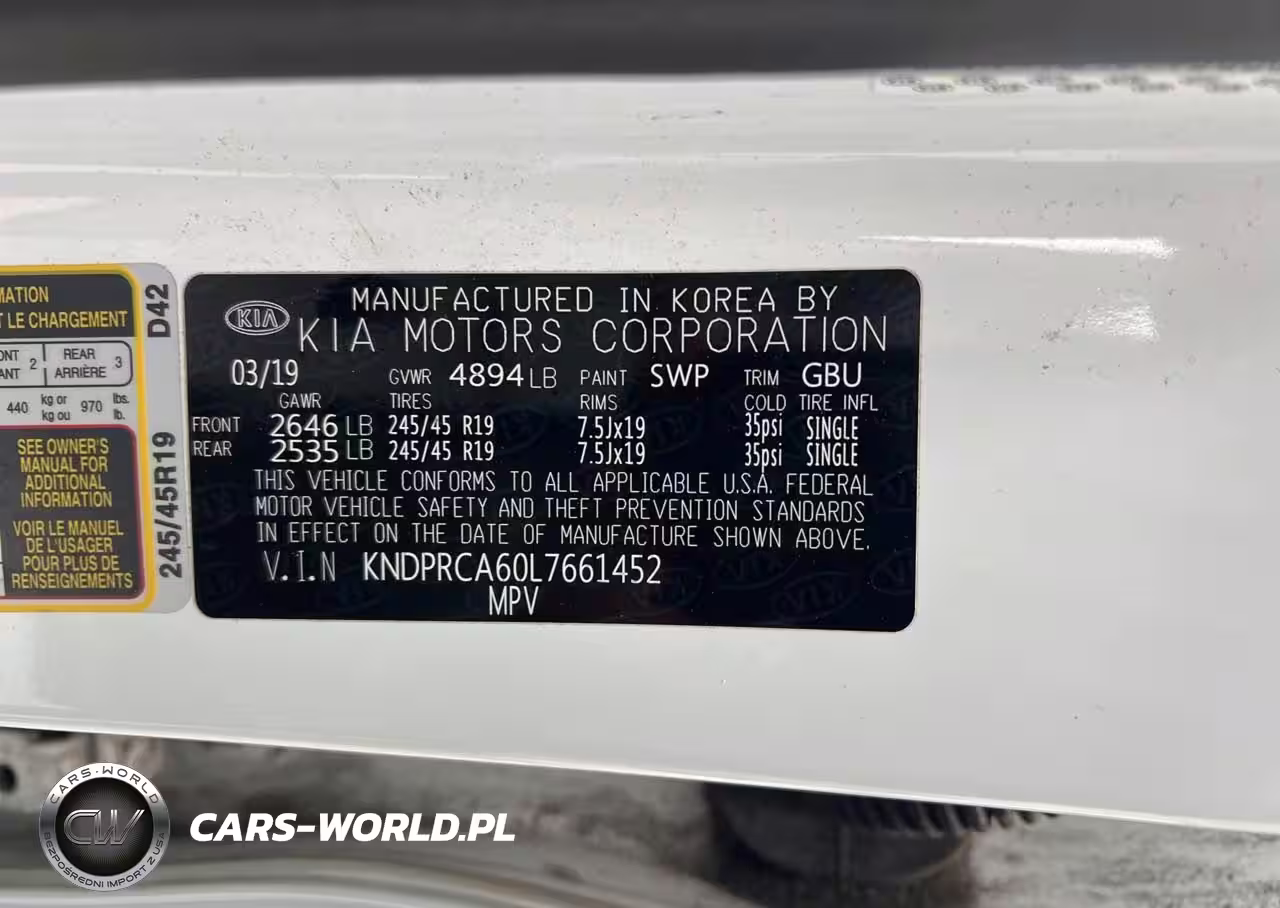 MATION
T LE CHARGEMENT
ONT 2 REAR 3
ANT ARRIÈRE
440 kg or 970 lbs.
kg ou lb.
SEE OWNER'S
MANUAL FOR
ADDITIONAL
INFORMATION
VOIR LE MANUEL
DE L'USAGER
POUR PLUS DE
RENSEIGNEMENTS
D42
245/45R19
KIA
MANUFACTURED IN KOREA BY
KIA MOTORS CORPORATION
03/19 GVWR 4894 LB PAINT SWP TRIM GBU
GAWR TIRES RIMS COLD TIRE INFL
FRONT 2646 LB 245/45 R19 7.5Jx19 35psi SINGLE
REAR 2535 LB 245/45 R19 7.5Jx19 35psi SINGLE
THIS VEHICLE CONFORMS TO ALL APPLICABLE U.S.A. FEDERAL
MOTOR VEHICLE SAFETY AND THEFT PREVENTION STANDARDS
IN EFFECT ON THE DATE OF MANUFACTURE SHOWN ABOVE.
V.I.N KNDPRCA60L7661452
MPV
CARS-WORLD
CW
BEZPOŚREDNI IMPORT Z USA
CARS-WORLD.PL